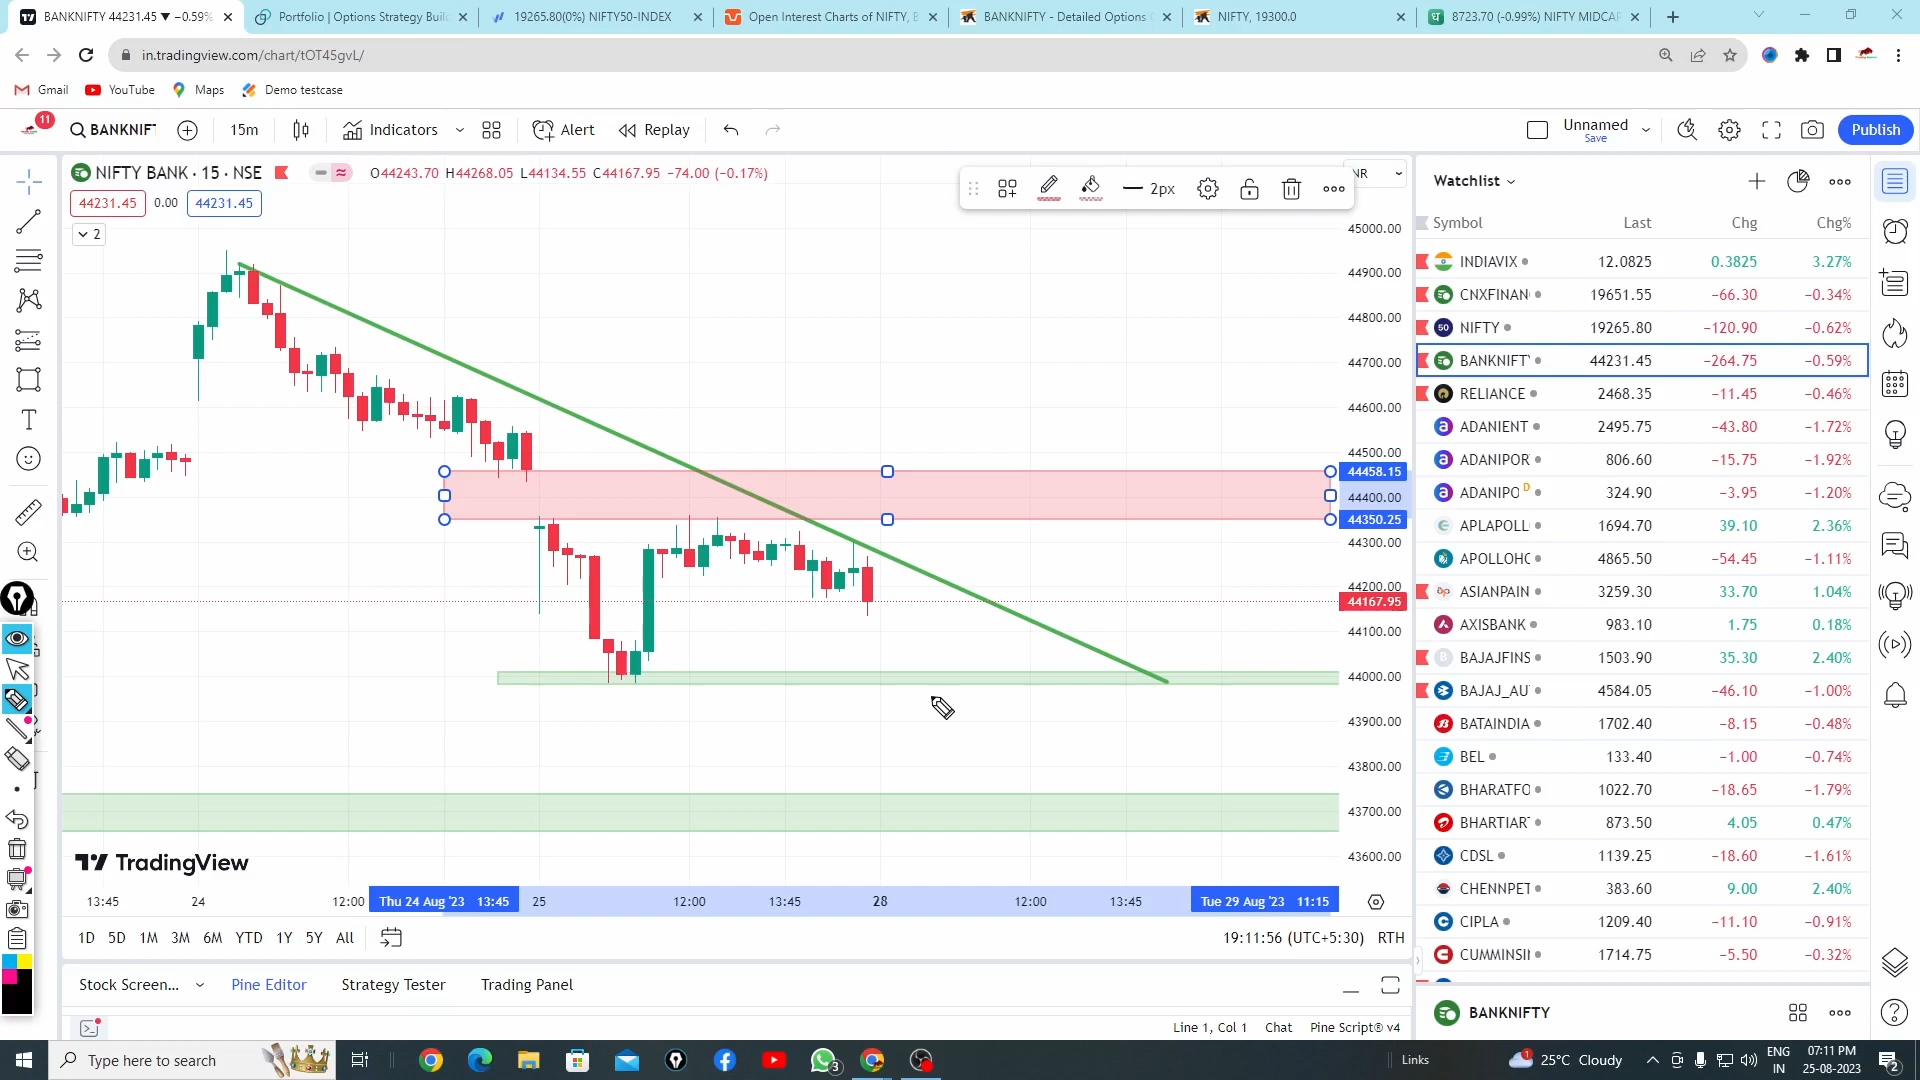 BANKNIFTY 44231.45 ▼ −0.59%
Portfolio | Options Strategy Buil
19265.80(0%) NIFTY50-INDEX
Open Interest Charts of NIFTY, B
BANKNIFTY - Detailed Options C
NIFTY, 19300.0
8723.70 (-0.99%) NIFTY MIDCAP
in.tradingview.com/chart/tOT45gvL/
Gmail
YouTube
Maps
Demo testcase
11
BANKNIFT
15m
Indicators
Alert
Replay
Unnamed
Save
Publish
NIFTY BANK · 15 · NSE
O44243.70 H44268.05 L44134.55 C44167.95 −74.00 (−0.17%)
44231.45
0.00
44231.45
2
2px
NR
45000.00
44900.00
44800.00
44700.00
44600.00
44500.00
44458.15
44400.00
44350.25
44300.00
44200.00
44167.95
44100.00
44000.00
43900.00
43800.00
43700.00
43600.00
TradingView
13:45
24
12:00
Thu 24 Aug '23 13:45
25
12:00
13:45
28
12:00
13:45
Tue 29 Aug '23 11:15
1D 5D 1M 3M 6M YTD 1Y 5Y All
19:11:56 (UTC+5:30) RTH
Stock Screen...
Pine Editor
Strategy Tester
Trading Panel
Line 1, Col 1
Chat
Pine Script® v4
Watchlist
Symbol Last Chg Chg%
INDIAVIX 12.0825 0.3825 3.27%
CNXFINAN 19651.55 −66.30 −0.34%
50 NIFTY 19265.80 −120.90 −0.62%
BANKNIFTY 44231.45 −264.75 −0.59%
RELIANCE 2468.35 −11.45 −0.46%
ADANIENT 2495.75 −43.80 −1.72%
ADANIPOR 806.60 −15.75 −1.92%
ADANIPO D 324.90 −3.95 −1.20%
APLAPOLL 1694.70 39.10 2.36%
APOLLOHO 4865.50 −54.45 −1.11%
ASIANPAIN 3259.30 33.70 1.04%
AXISBANK 983.10 1.75 0.18%
BAJAJFINS 1503.90 35.30 2.40%
BAJAJ_AU 4584.05 −46.10 −1.00%
BATAINDIA 1702.40 −8.15 −0.48%
BEL 133.40 −1.00 −0.74%
BHARATFO 1022.70 −18.65 −1.79%
BHARTIAR 873.50 4.05 0.47%
CDSL 1139.25 −18.60 −1.61%
CHENNPET 383.60 9.00 2.40%
CIPLA 1209.40 −11.10 −0.91%
CUMMINSI 1714.75 −5.50 −0.32%
BANKNIFTY
Type here to search
3
Links
1
25°C Cloudy
ENG
IN
07:11 PM
25-08-2023
2